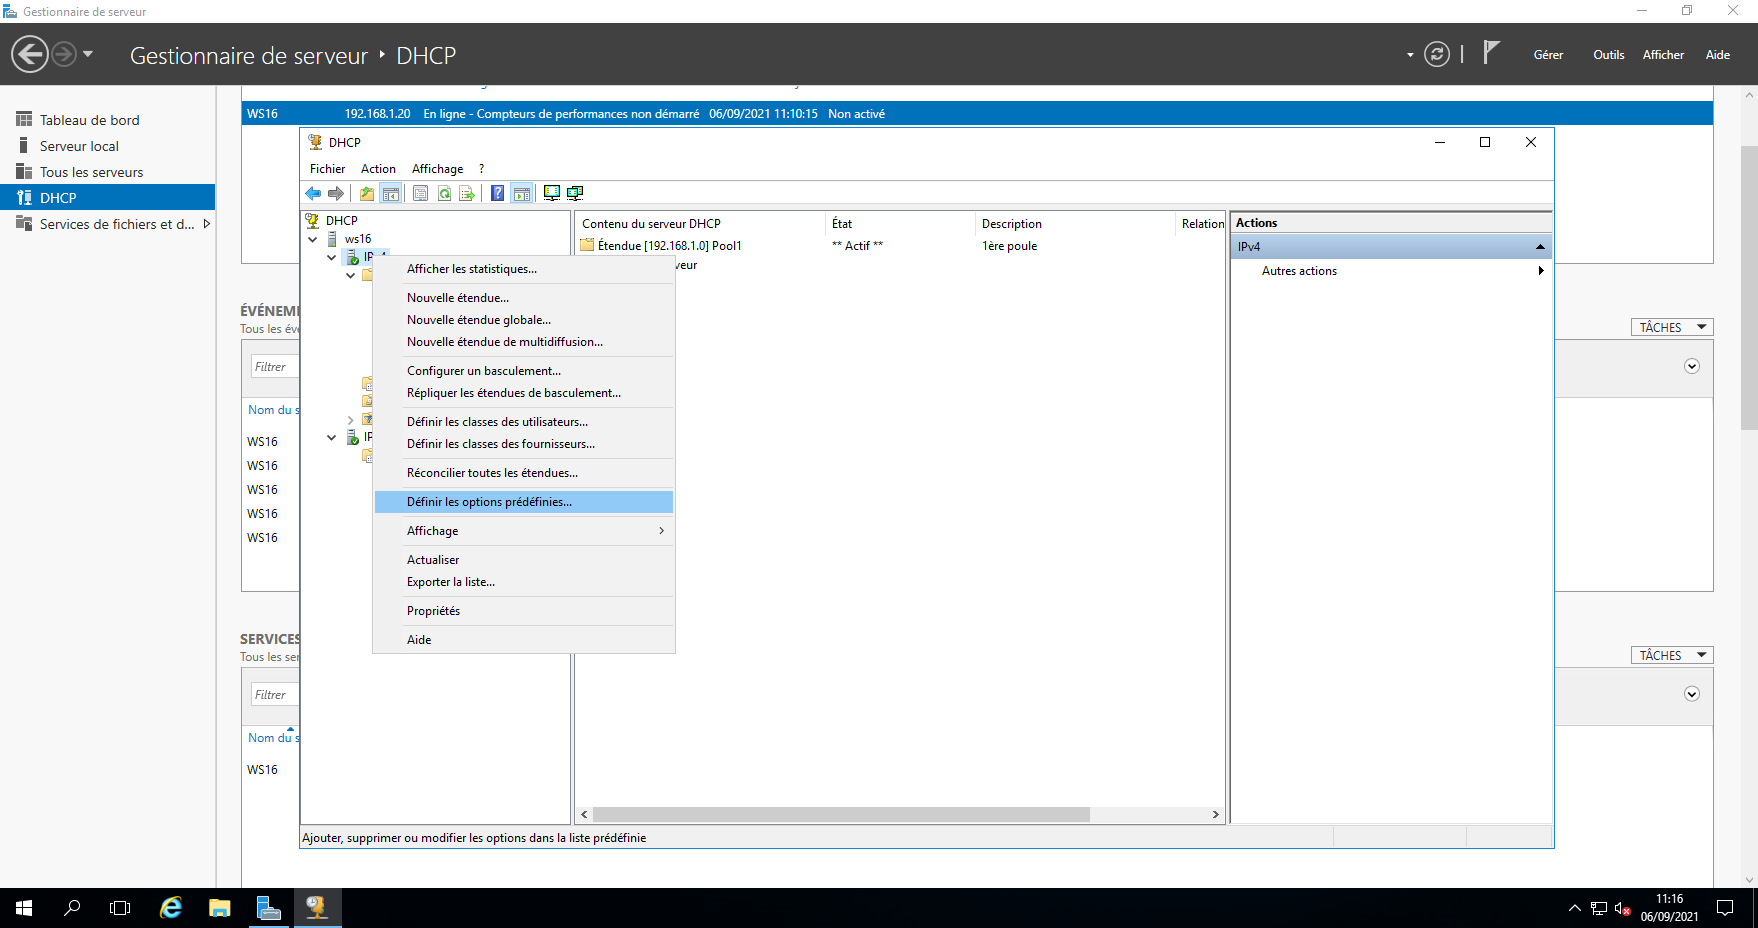 Gestionnaire de serveur
Gestionnaire de serveur ‣ DHCP
Gérer Outils Afficher Aide
Tableau de bord
Serveur local
Tous les serveurs
DHCP
Services de fichiers et d...
WS16 192.168.1.20 En ligne - Compteurs de performances non démarré 06/09/2021 11:10:15 Non activé
DHCP
Fichier Action Affichage ?
DHCP
ws16
Contenu du serveur DHCP État Description Relation
Étendue [192.168.1.0] Pool1 ** Actif ** 1ère poule
veur
Actions
IPv4
Autres actions
Afficher les statistiques...
Nouvelle étendue...
Nouvelle étendue globale...
Nouvelle étendue de multidiffusion...
Configurer un basculement...
Répliquer les étendues de basculement...
Définir les classes des utilisateurs...
Définir les classes des fournisseurs...
Réconcilier toutes les étendues...
Définir les options prédéfinies...
Affichage
Actualiser
Exporter la liste...
Propriétés
Aide
Ajouter, supprimer ou modifier les options dans la liste prédéfinie
ÉVÉNEM
Tous les évé
TÂCHES
Filtrer
Nom du s
WS16
WS16
WS16
WS16
WS16
SERVICES
Tous les ser
TÂCHES
Filtrer
Nom du s
WS16
11:16
06/09/2021